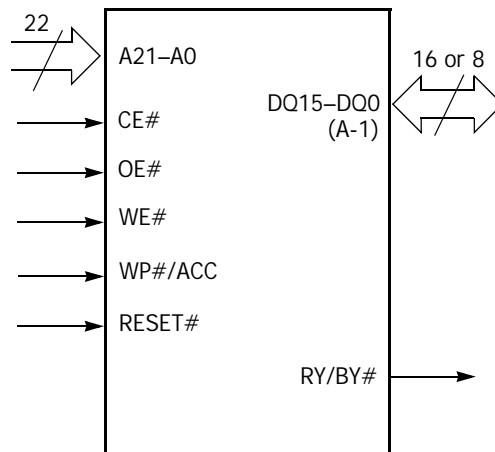 22
A21–A0
16 or 8
DQ15–DQ0
(A-1)
CE#
OE#
WE#
WP#/ACC
RESET#
RY/BY#